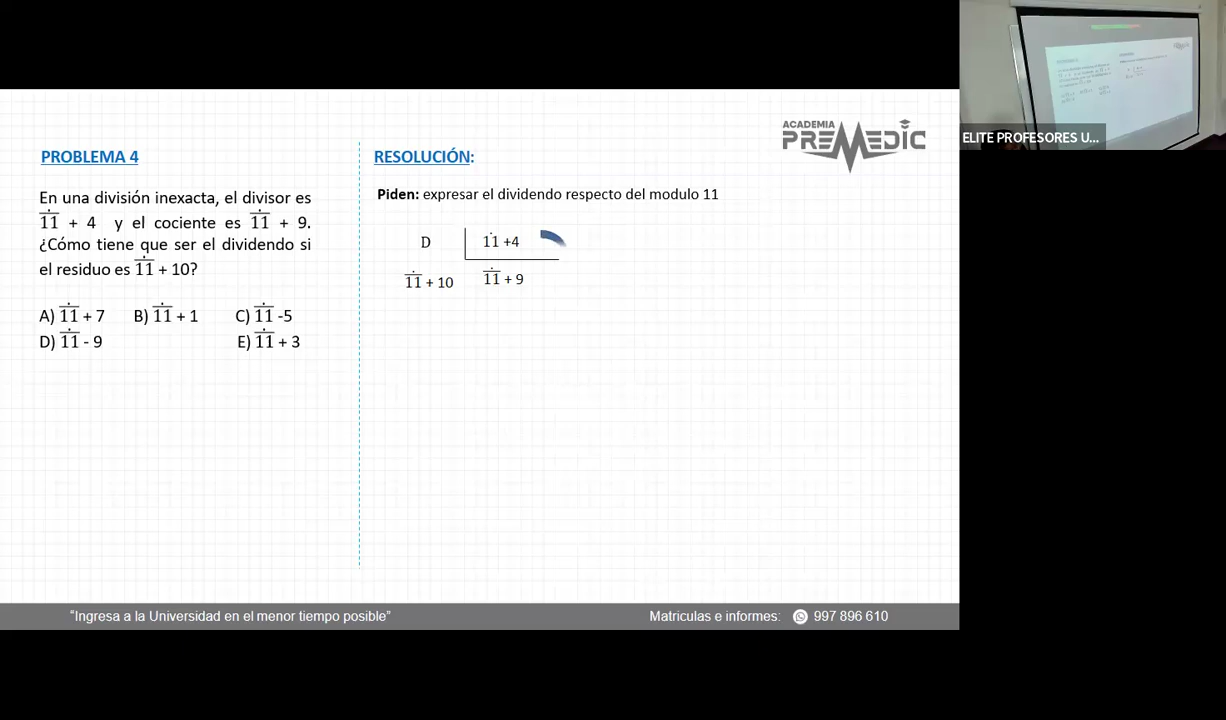 ACADEMIA
PREMEDIC
ELITE PROFESORES U...
PROBLEMA 4
En una división inexacta, el divisor es
11 + 4 y el cociente es 11 + 9.
¿Cómo tiene que ser el dividendo si
el residuo es 11 + 10?
A) 11 + 7 B) 11 + 1 C) 11 -5
D) 11 - 9 E) 11 + 3
RESOLUCIÓN:
Piden: expresar el dividendo respecto del modulo 11
D 11 +4
11 + 10 11 + 9
“Ingresa a la Universidad en el menor tiempo posible” Matriculas e informes: 997 896 610